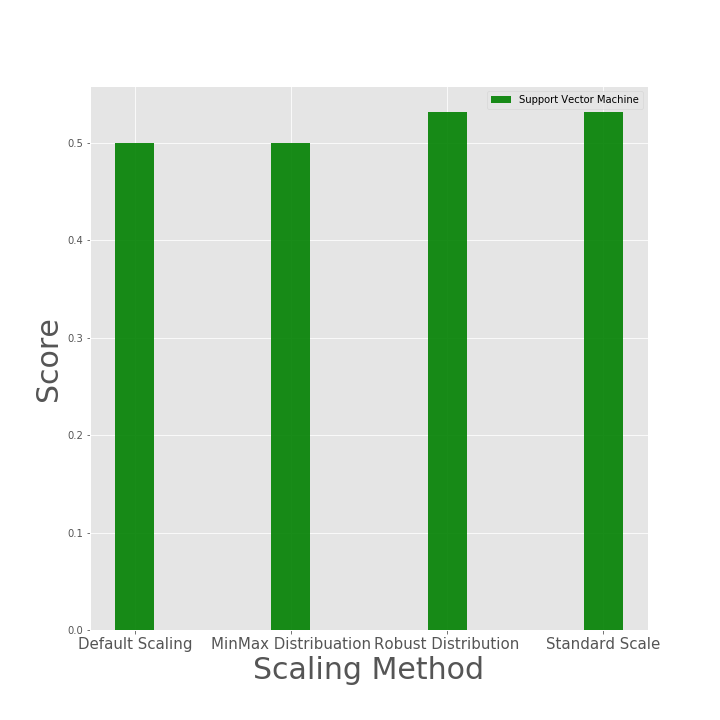 Support Vector Machine
0.5
0.4
0.3
0.2
0.1
0.0
Score
Default Scaling MinMax Distribuation Robust Distribution Standard Scale
Scaling Method